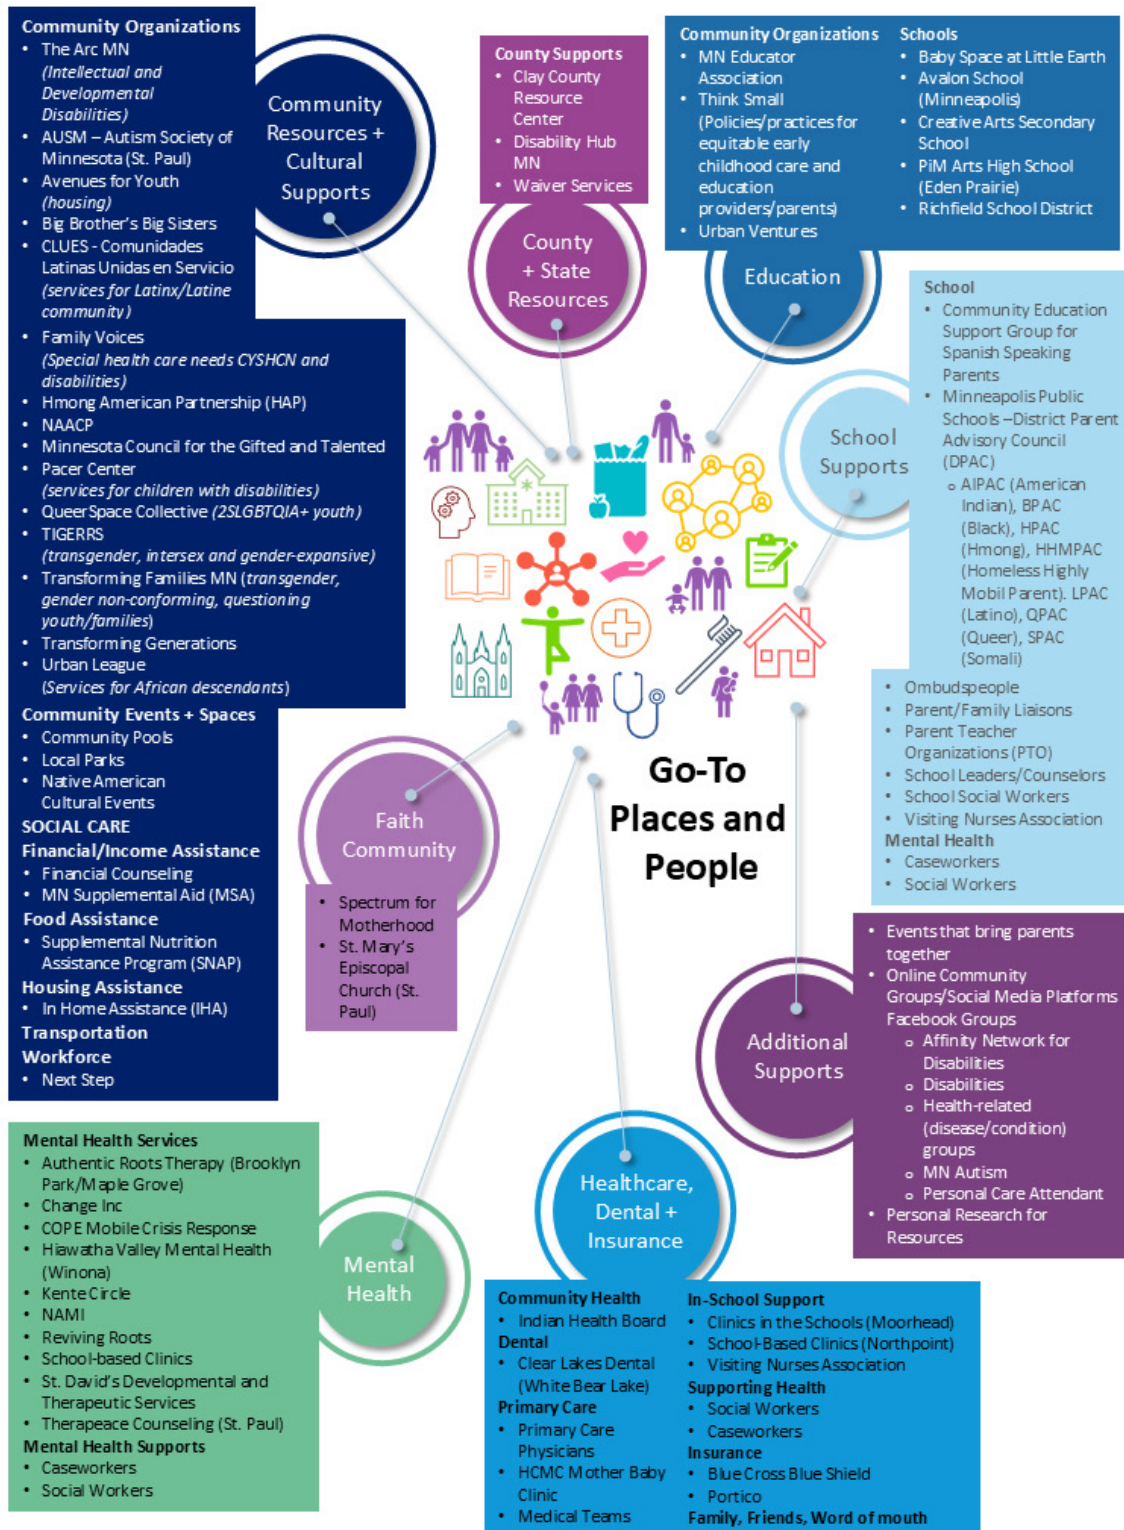 Community Organizations
• The Arc MN
(Intellectual and
Developmental
Disabilities)
• AUSM – Autism Society of
Minnesota (St. Paul)
• Avenues for Youth
(housing)
• Big Brother's Big Sisters
• CLUES - Comunidades
Latinas Unidas en Servicio
(services for Latinx/Latine
community)
• Family Voices
(Special health care needs CYSHCN and
disabilities)
• Hmong American Partnership (HAP)
• NAACP
• Minnesota Council for the Gifted and Talented
• Pacer Center
(services for children with disabilities)
• QueerSpace Collective (2SLGBTQIA+ youth)
• TIGERRS
(transgender, intersex and gender-expansive)
• Transforming Families MN (transgender,
gender non-conforming, questioning
youth/families)
• Transforming Generations
• Urban League
(Services for African descendants)
Community Events + Spaces
• Community Pools
• Local Parks
• Native American
Cultural Events
SOCIAL CARE
Financial/Income Assistance
• Financial Counseling
• MN Supplemental Aid (MSA)
Food Assistance
• Supplemental Nutrition
Assistance Program (SNAP)
Housing Assistance
• In Home Assistance (IHA)
Transportation
Workforce
• Next Step
Community
Resources +
Cultural
Supports
County Supports
• Clay County
Resource
Center
• Disability Hub
MN
• Waiver Services
County
+ State
Resources
Community Organizations
• MN Educator
Association
• Think Small
(Policies/practices for
equitable early
childhood care and
education
providers/parents)
• Urban Ventures
Schools
• Baby Space at Little Earth
• Avalon School
(Minneapolis)
• Creative Arts Secondary
School
• PiM Arts High School
(Eden Prairie)
• Richfield School District
Education
School
Supports
School
• Community Education
Support Group for
Spanish Speaking
Parents
• Minneapolis Public
Schools –District Parent
Advisory Council
(DPAC)
o AIPAC (American
Indian), BPAC
(Black), HPAC
(Hmong), HHMPAC
(Homeless Highly
Mobil Parent). LPAC
(Latino), QPAC
(Queer), SPAC
(Somali)
• Ombudspeople
• Parent/Family Liaisons
• Parent Teacher
Organizations (PTO)
• School Leaders/Counselors
• School Social Workers
• Visiting Nurses Association
Mental Health
• Caseworkers
• Social Workers
Go-To
Places and
People
Faith
Community
• Spectrum for
Motherhood
• St. Mary's
Episcopal
Church (St.
Paul)
Additional
Supports
• Events that bring parents
together
• Online Community
Groups/Social Media Platforms
Facebook Groups
o Affinity Network for
Disabilities
o Disabilities
o Health-related
(disease/condition)
groups
o MN Autism
o Personal Care Attendant
• Personal Research for
Resources
Mental Health Services
• Authentic Roots Therapy (Brooklyn
Park/Maple Grove)
• Change Inc
• COPE Mobile Crisis Response
• Hiawatha Valley Mental Health
(Winona)
• Kente Circle
• NAMI
• Reviving Roots
• School-based Clinics
• St. David's Developmental and
Therapeutic Services
• Therapeace Counseling (St. Paul)
Mental Health Supports
• Caseworkers
• Social Workers
Mental
Health
Healthcare,
Dental +
Insurance
Community Health
• Indian Health Board
Dental
• Clear Lakes Dental
(White Bear Lake)
Primary Care
• Primary Care
Physicians
• HCMC Mother Baby
Clinic
• Medical Teams
In-School Support
• Clinics in the Schools (Moorhead)
• School-Based Clinics (Northpoint)
• Visiting Nurses Association
Supporting Health
• Social Workers
• Caseworkers
Insurance
• Blue Cross Blue Shield
• Portico
Family, Friends, Word of mouth